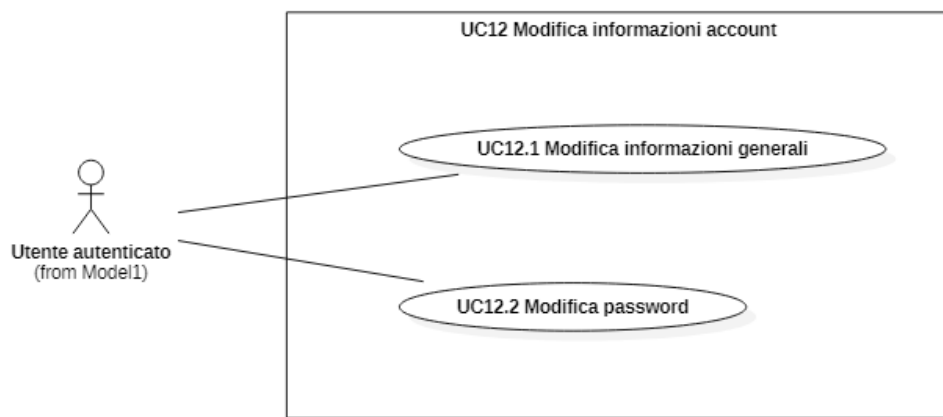 UC12 Modifica informazioni account
UC12.1 Modifica informazioni generali
Utente autenticato
(from Model1)
UC12.2 Modifica password